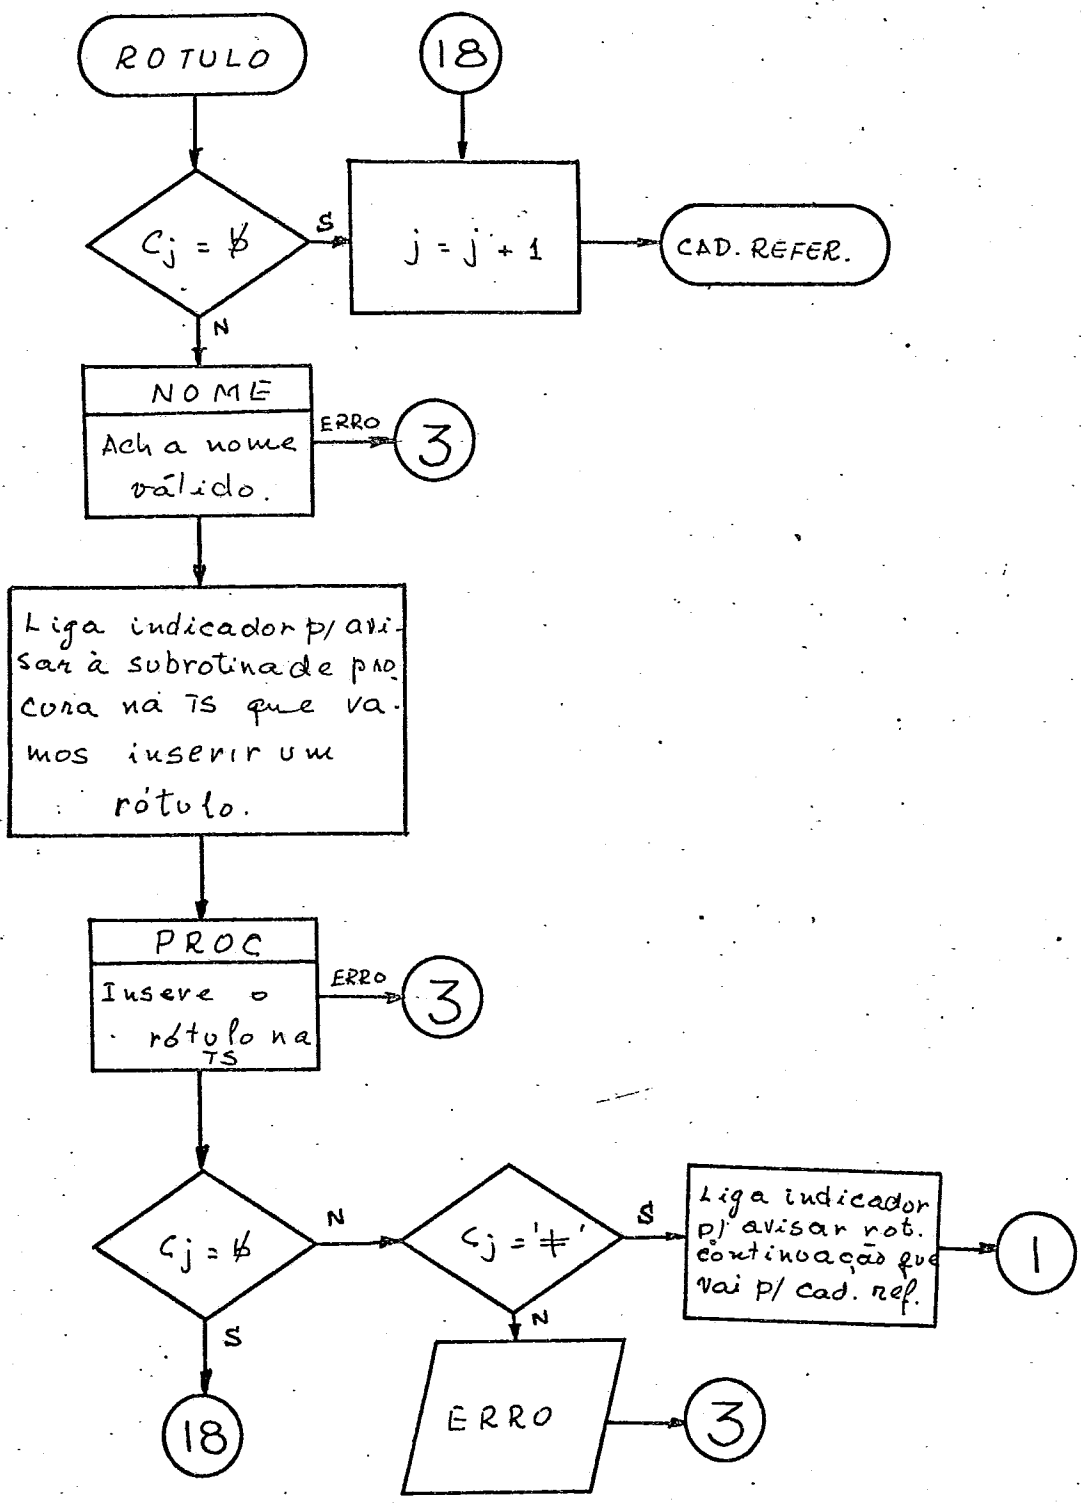 ROTULO
18
Cj = ␢
S
j = j + 1
CAD. REFER.
N
NOME
Acha nome
válido.
ERRO
3
Liga indicador p/ avi-
sar à subrotina de pro
cura na TS que va-
mos inserir um
rótulo.
PROC
Insere o
rótulo na
TS
ERRO
3
Cj = ␢
N
Cj = '≠'
S
Liga indicador
p/ avisar rot.
continuação que
vai p/ cad. ref.
1
S
18
N
ERRO
3